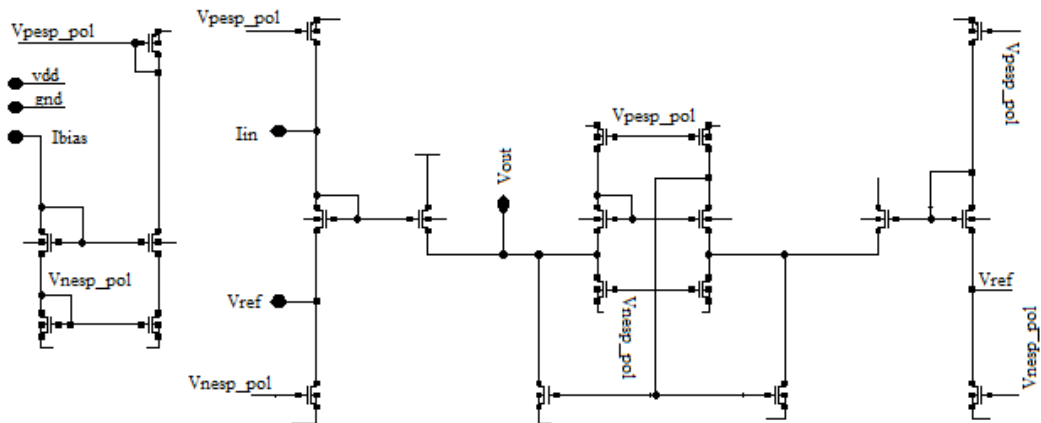 Vpesp_pol
vdd
gnd
Ibias
Vnesp_pol
Vpesp_pol
Iin
Vref
Vnesp_pol
Vout
Vpesp_pol
Vnesp_pol
Vpesp_pol
Vref
Vnesp_pol